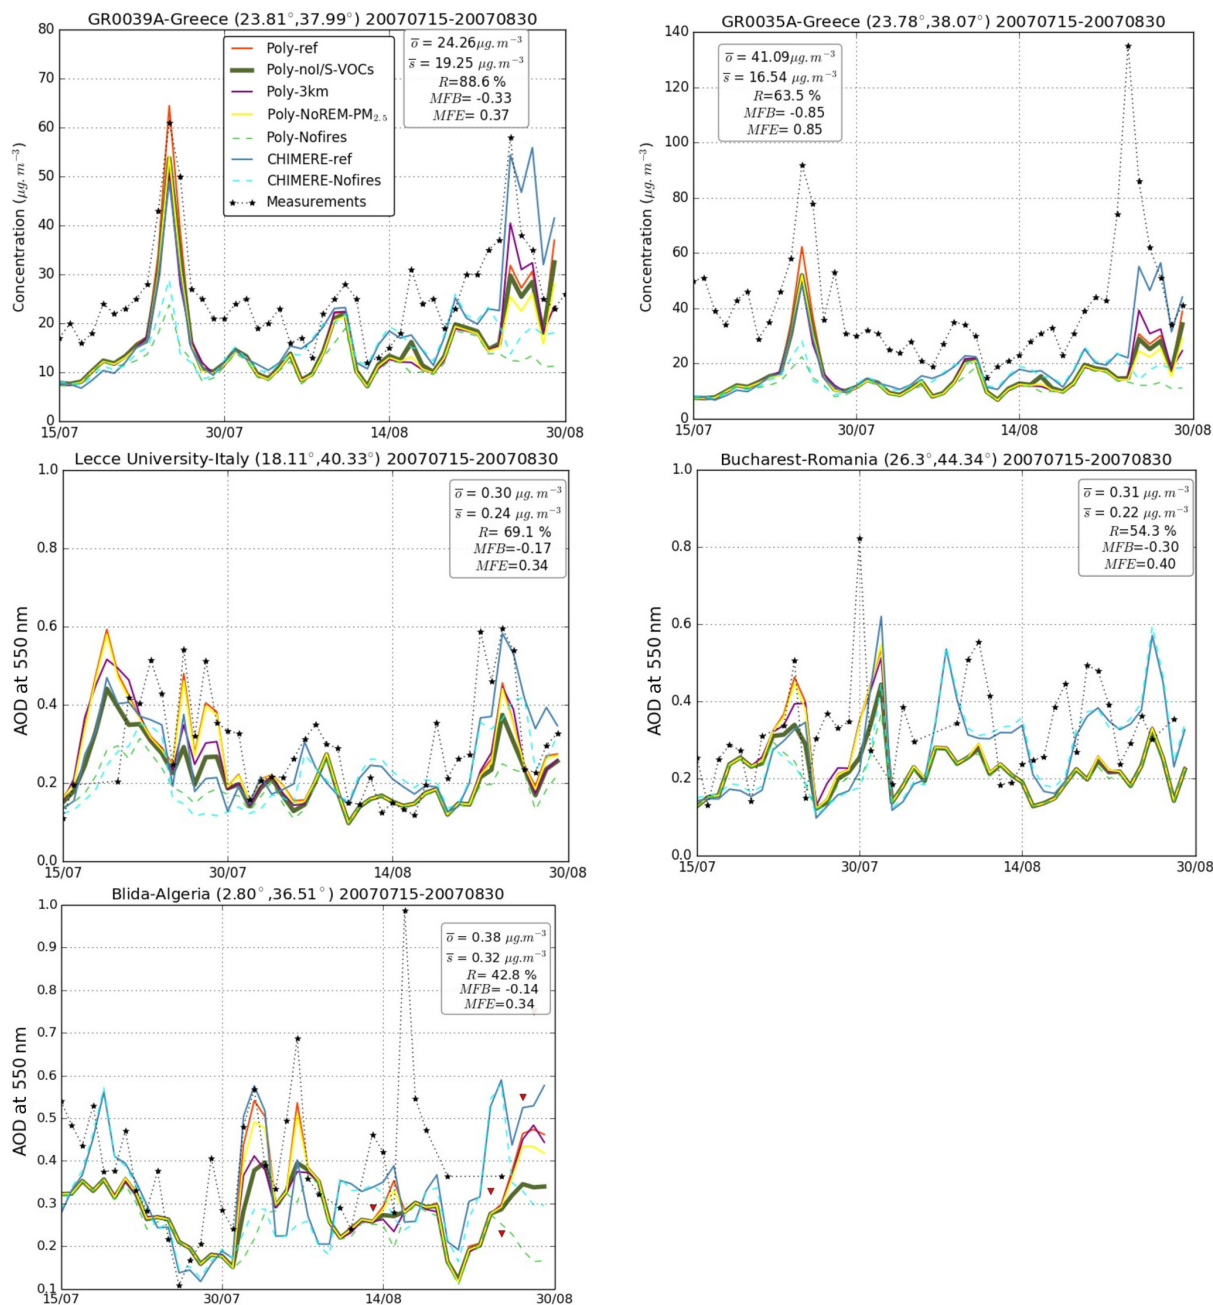 GR0039A-Greece (23.81°,37.99°) 20070715-20070830
Concentration (μg.m⁻³)
80
70
60
50
40
30
20
10
0
Poly-ref
Poly-noI/S-VOCs
Poly-3km
Poly-NoREM-PM₂.₅
Poly-Nofires
CHIMERE-ref
CHIMERE-Nofires
Measurements
o̅ = 24.26μg.m⁻³
s̅ = 19.25 μg.m⁻³
R=88.6 %
MFB= -0.33
MFE= 0.37
15/07 30/07 14/08 30/08
GR0035A-Greece (23.78°,38.07°) 20070715-20070830
Concentration (μg.m⁻³)
140
120
100
80
60
40
20
0
o̅ = 41.09μg.m⁻³
s̅ = 16.54 μg.m⁻³
R=63.5 %
MFB= -0.85
MFE= 0.85
15/07 30/07 14/08 30/08
Lecce University-Italy (18.11°,40.33°) 20070715-20070830
AOD at 550 nm
1.0
0.8
0.6
0.4
0.2
0.0
o̅ = 0.30 μg.m⁻³
s̅ = 0.24 μg.m⁻³
R= 69.1 %
MFB=-0.17
MFE=0.34
15/07 30/07 14/08 30/08
Bucharest-Romania (26.3°,44.34°) 20070715-20070830
AOD at 550 nm
1.0
0.8
0.6
0.4
0.2
0.0
o̅ = 0.31 μg.m⁻³
s̅ = 0.22 μg.m⁻³
R=54.3 %
MFB= -0.30
MFE= 0.40
15/07 30/07 14/08 30/08
Blida-Algeria (2.80°,36.51°) 20070715-20070830
AOD at 550 nm
1.0
0.9
0.8
0.7
0.6
0.5
0.4
0.3
0.2
0.1
o̅ = 0.38 μg.m⁻³
s̅ = 0.32 μg.m⁻³
R= 42.8 %
MFB= -0.14
MFE=0.34
15/07 30/07 14/08 30/08